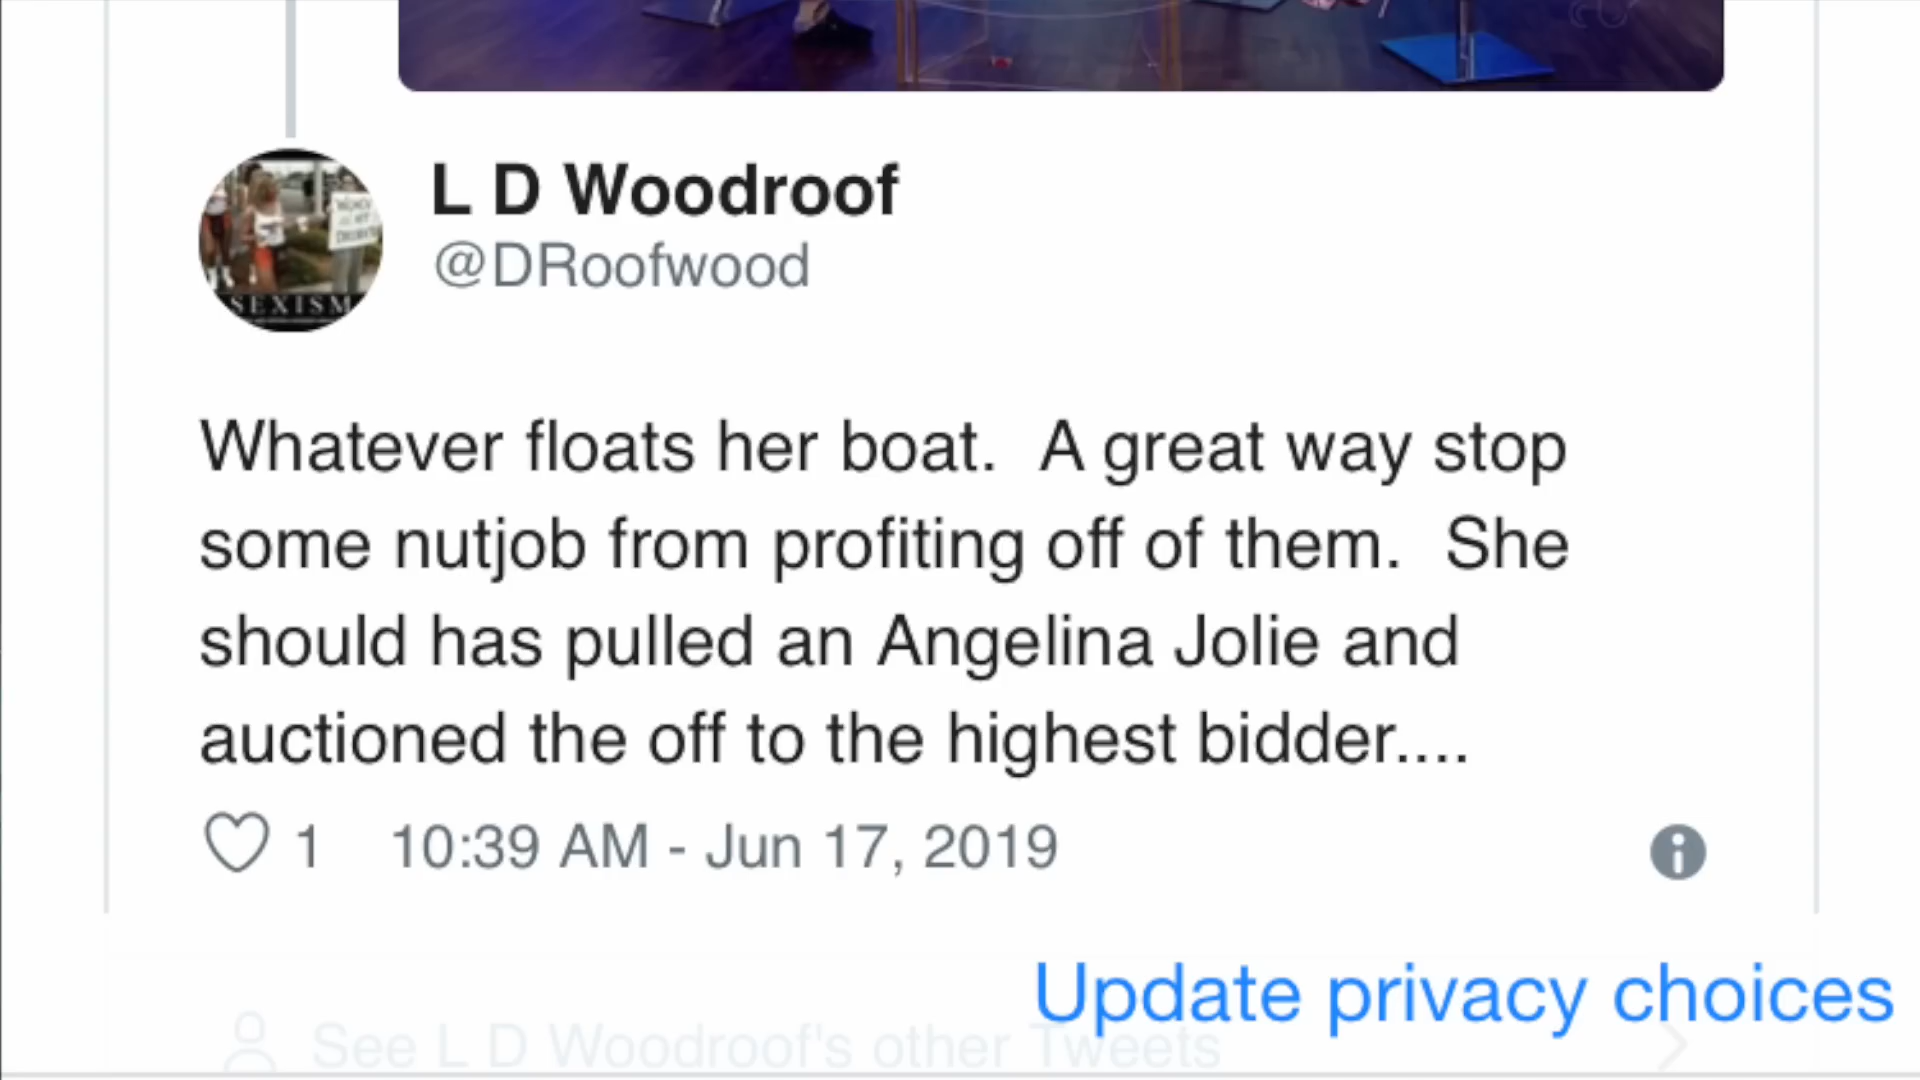 L D Woodroof
@DRoofwood
SEXISM
Whatever floats her boat.  A great way stop
some nutjob from profiting off of them.  She
should has pulled an Angelina Jolie and
auctioned the off to the highest bidder....
1 10:39 AM - Jun 17, 2019
Update privacy choices
See L D Woodroof's other Tweets